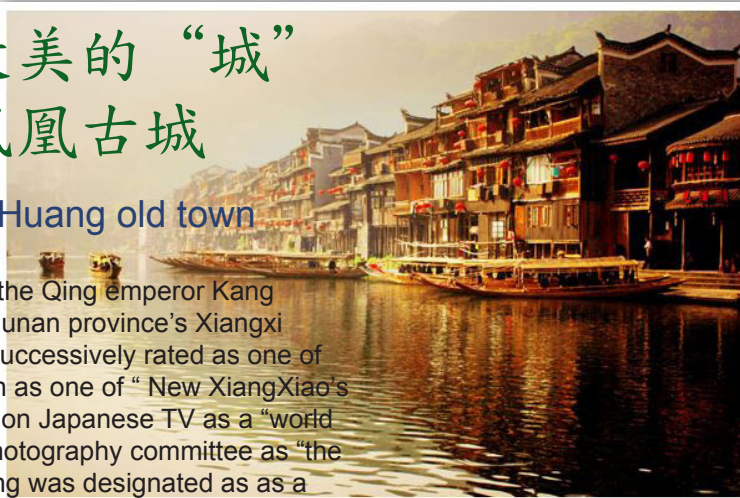 美的“城”
凰古城
Huang old town
the Qing emperor Kang
unan province’s Xiangxi
uccessively rated as one of
as one of “ New XiangXiao’s
on Japanese TV as a “world
otography committee as “the
ng was designated as as a